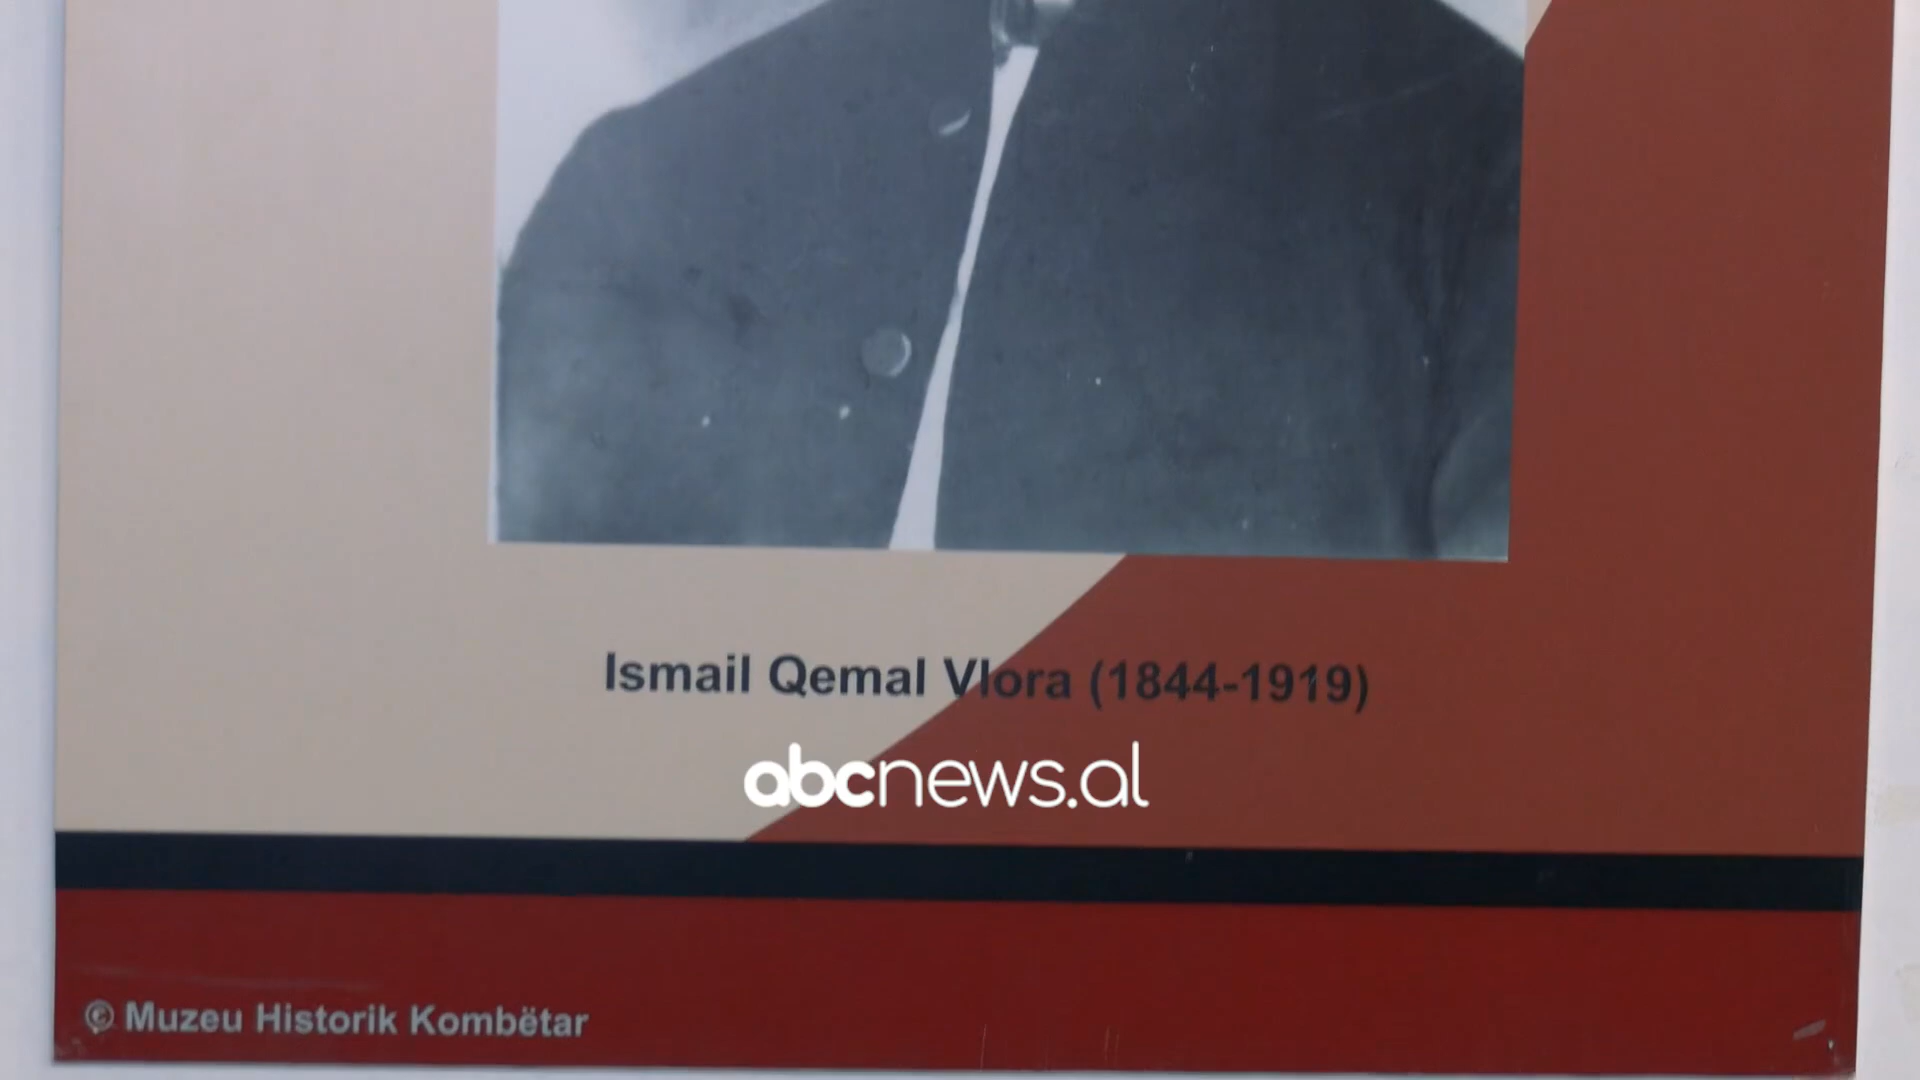 Ismail Qemal Vlora (1844-1919)
abcnews.al
© Muzeu Historik Kombëtar